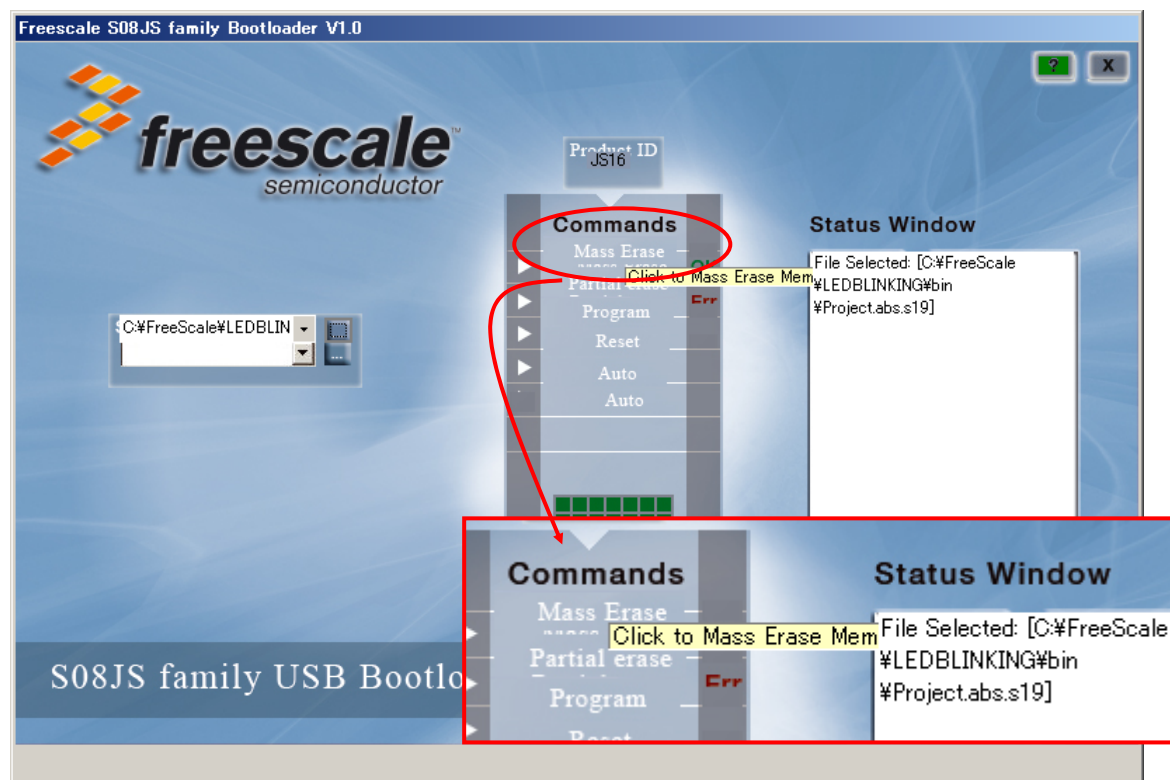 Freescale S08JS family Bootloader V1.0
?
X
freescale™
semiconductor
Product ID
JS16
Commands
Mass Erase
Click to Mass Erase Mem
Partial erase
Err
Program
Reset
Auto
Auto
Status Window
File Selected: [C:¥FreeScale
¥LEDBLINKING¥bin
¥Project.abs.s19]
C:¥FreeScale¥LEDBLIN
...
S08JS family USB Bootlo
Commands
Mass Erase
Click to Mass Erase Mem
Partial erase
Err
Program
Reset
Status Window
File Selected: [C:¥FreeScale
¥LEDBLINKING¥bin
¥Project.abs.s19]